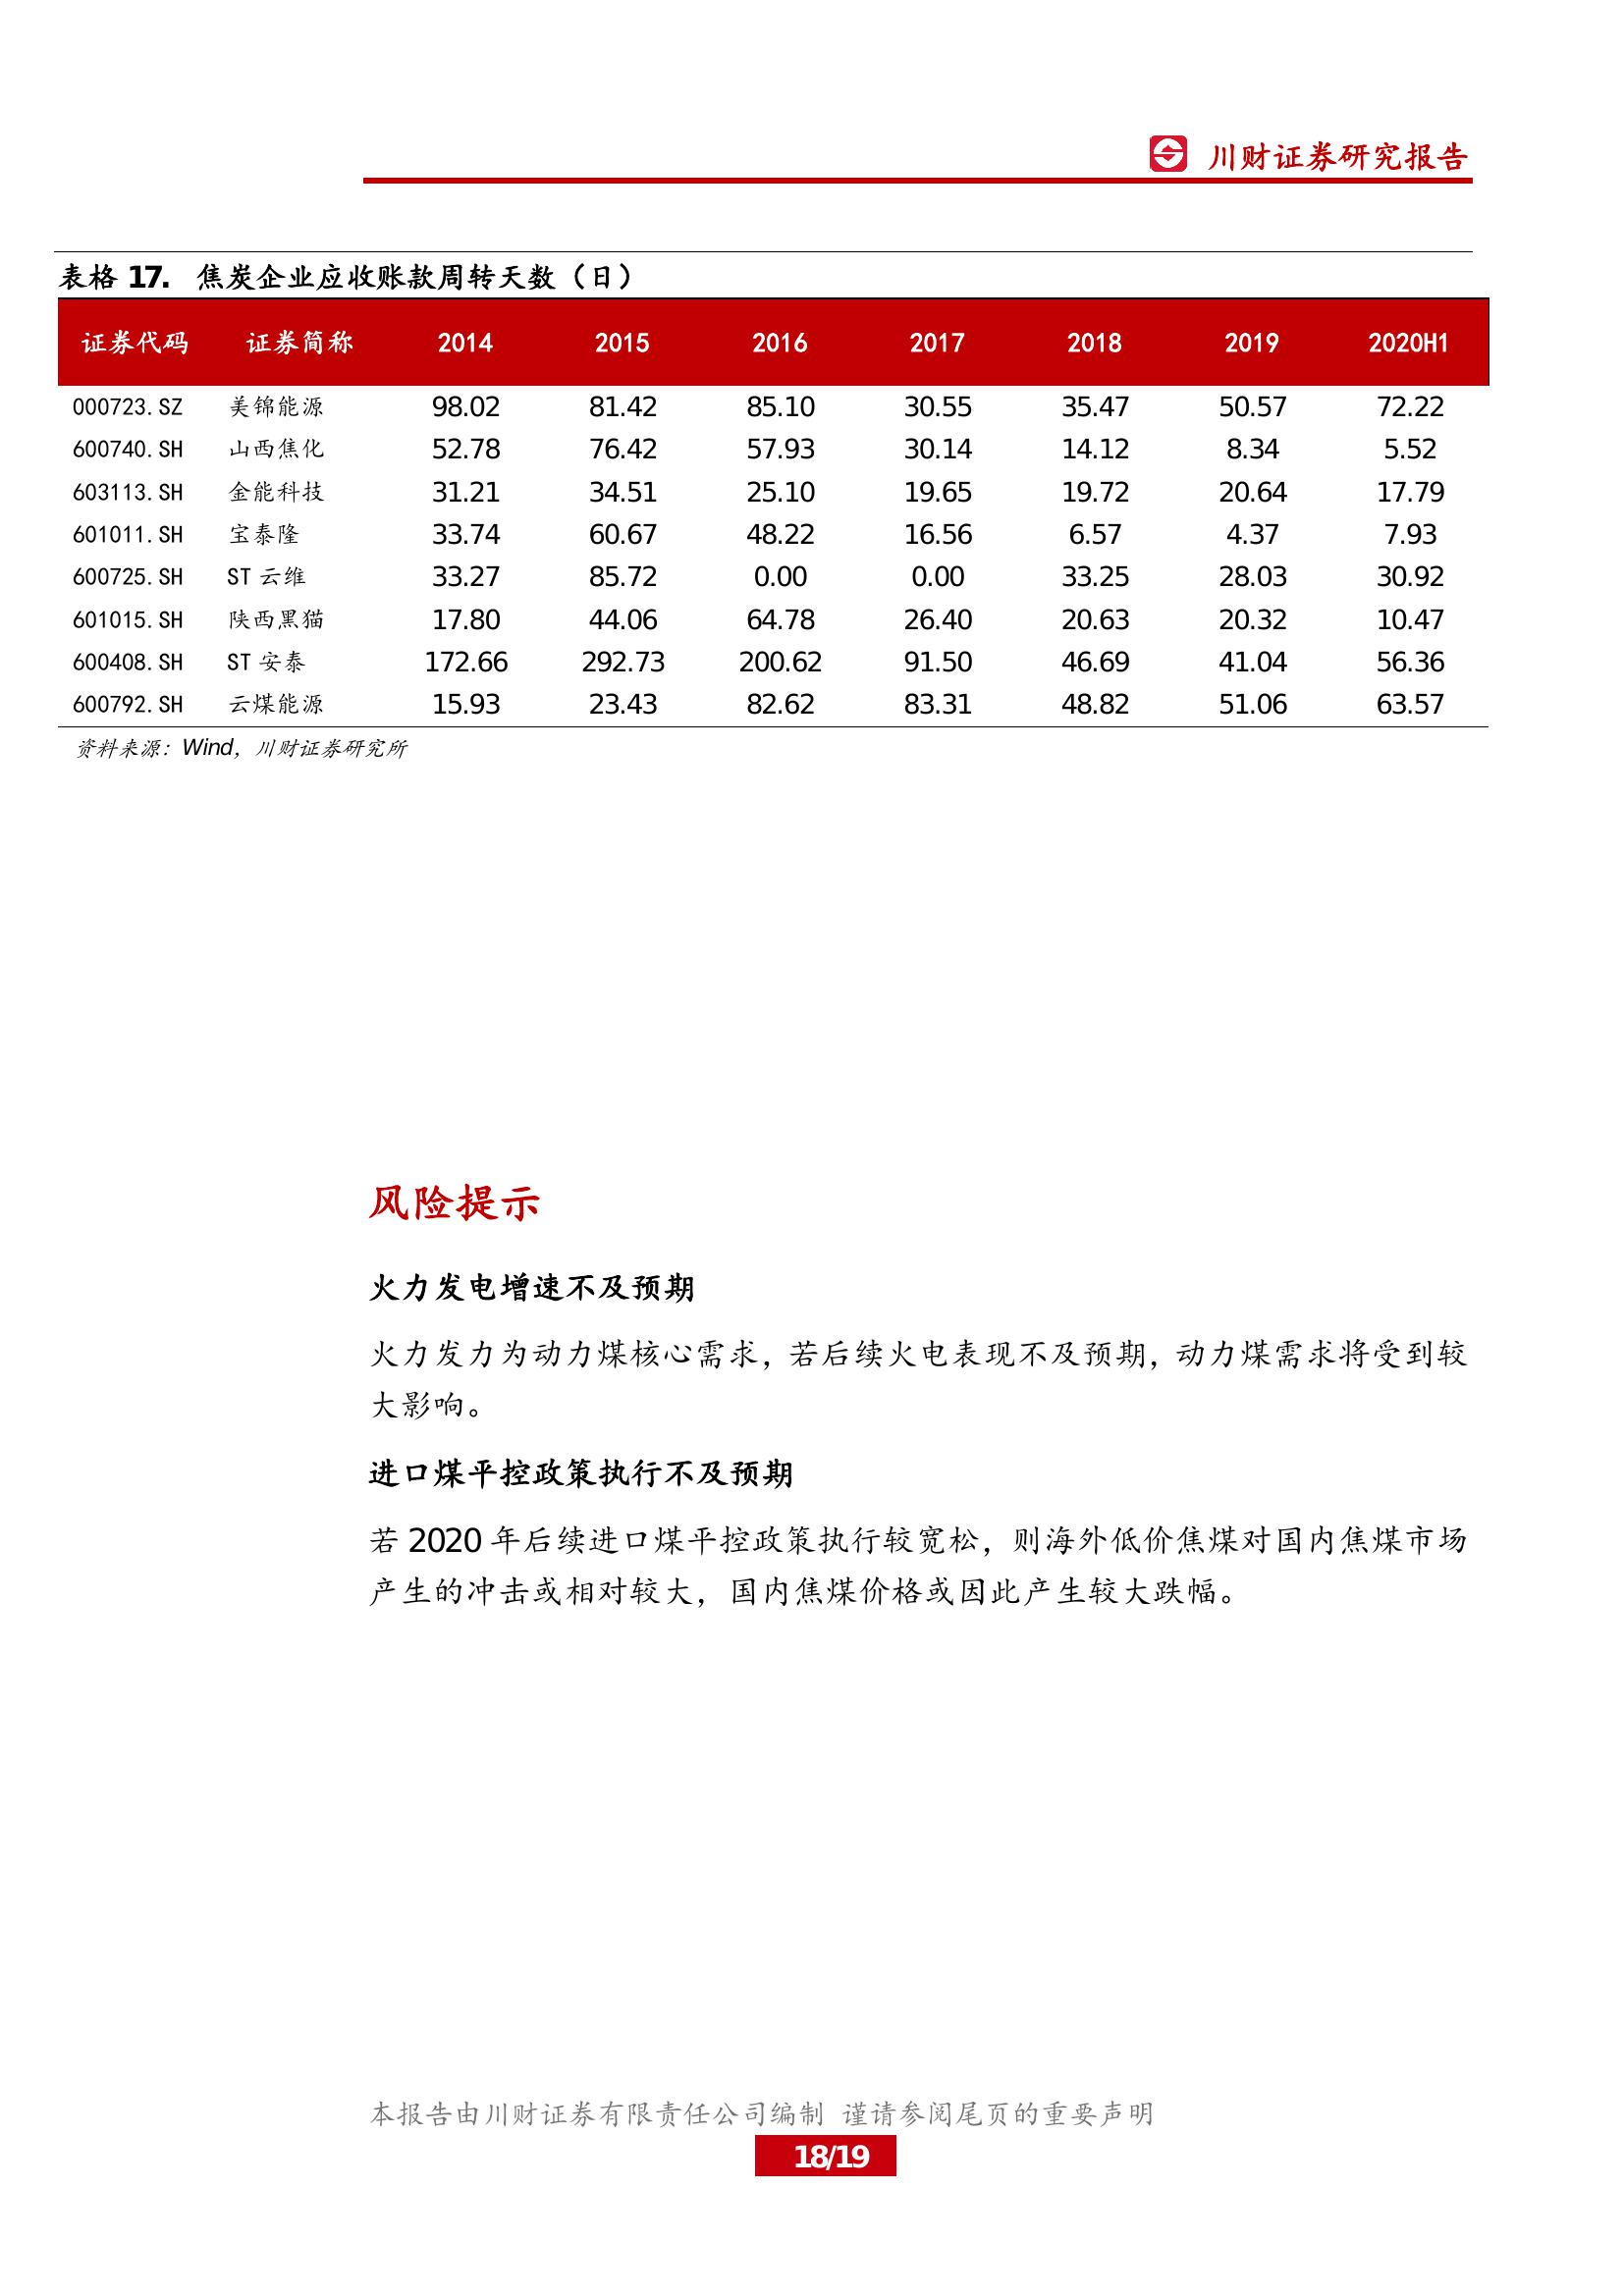 川财证券研究报告
表格 17. 焦炭企业应收账款周转天数（日）
证券代码 证券简称 2014 2015 2016 2017 2018 2019 2020H1
000723.SZ 美锦能源 98.02 81.42 85.10 30.55 35.47 50.57 72.22
600740.SH 山西焦化 52.78 76.42 57.93 30.14 14.12 8.34 5.52
603113.SH 金能科技 31.21 34.51 25.10 19.65 19.72 20.64 17.79
601011.SH 宝泰隆 33.74 60.67 48.22 16.56 6.57 4.37 7.93
600725.SH ST 云维 33.27 85.72 0.00 0.00 33.25 28.03 30.92
601015.SH 陕西黑猫 17.80 44.06 64.78 26.40 20.63 20.32 10.47
600408.SH ST 安泰 172.66 292.73 200.62 91.50 46.69 41.04 56.36
600792.SH 云煤能源 15.93 23.43 82.62 83.31 48.82 51.06 63.57
资料来源：Wind，川财证券研究所
风险提示
火力发电增速不及预期
火力发力为动力煤核心需求，若后续火电表现不及预期，动力煤需求将受到较
大影响。
进口煤平控政策执行不及预期
若 2020 年后续进口煤平控政策执行较宽松，则海外低价焦煤对国内焦煤市场
产生的冲击或相对较大，国内焦煤价格或因此产生较大跌幅。
本报告由川财证券有限责任公司编制 谨请参阅尾页的重要声明
18/19